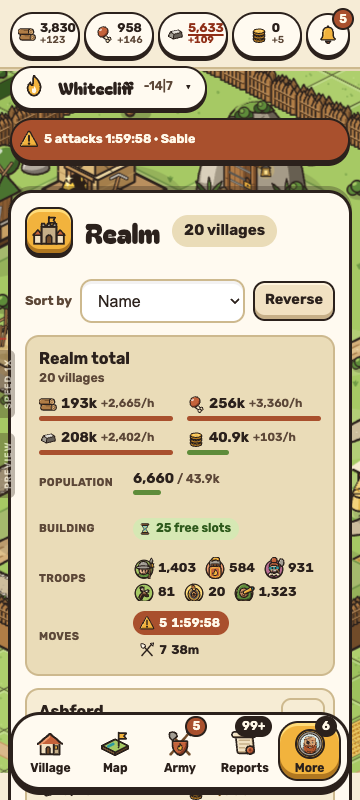 3,830 958 5,633 0 5
+123 +146 +109 +5
Whitecliff -14|7
5 attacks 1:59:58 • Sable
Realm 20 villages
Sort by Name Reverse
Realm total
20 villages
193k +2,665/h 256k +3,360/h
208k +2,402/h 40.9k +103/h
POPULATION 6,660 / 43.9k
BUILDING 25 free slots
TROOPS 1,403 584 931
81 20 1,323
MOVES 5 1:59:58
7 38m
SPEED 1X
PREVIEW
Ashford
5 99+ 6
Village Map Army Reports More